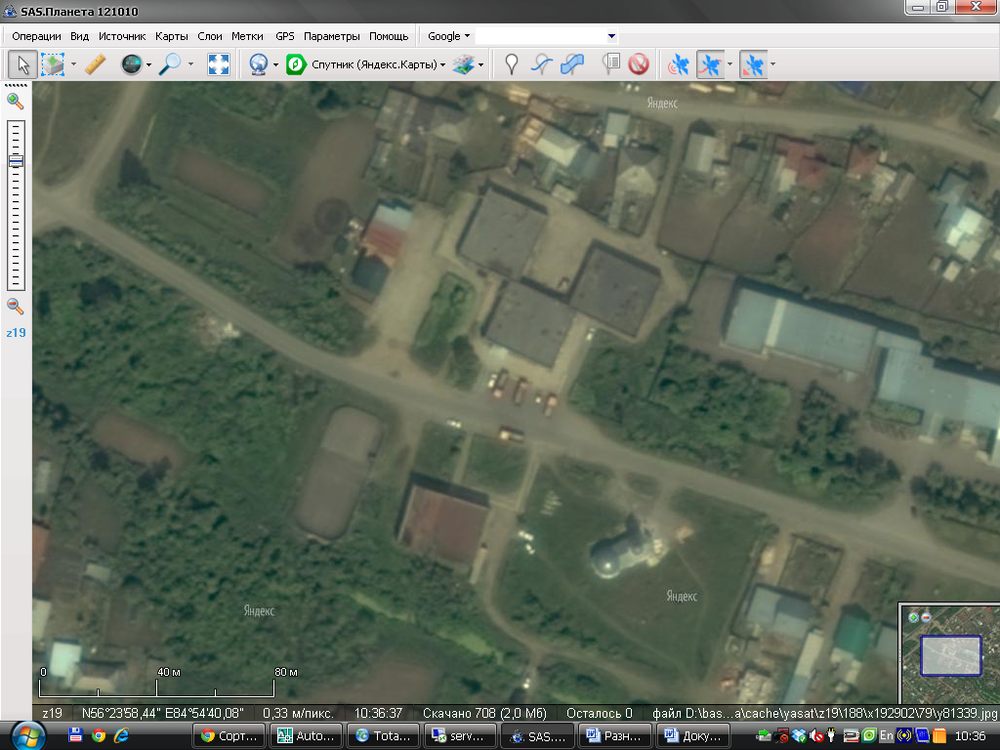 SAS.Планета 121010
Операции Вид Источник Карты Слои Метки GPS Параметры Помощь Google
Спутник (Яндекс.Карты)
z19
Яндекс
Яндекс
Яндекс
0 40 м 80 м
z19 N56°23'58,44" E84°54'40,08" 0,33 м/пикс. 10:36:37 Скачано 708 (2,0 Мб) Осталось 0 файл D:\bas...a\cache\yasat\z19\188\x192902\79\y81339.jpg
Сорт... Auto... Tota... serv... SAS.... Разн... Доку... En 10:36